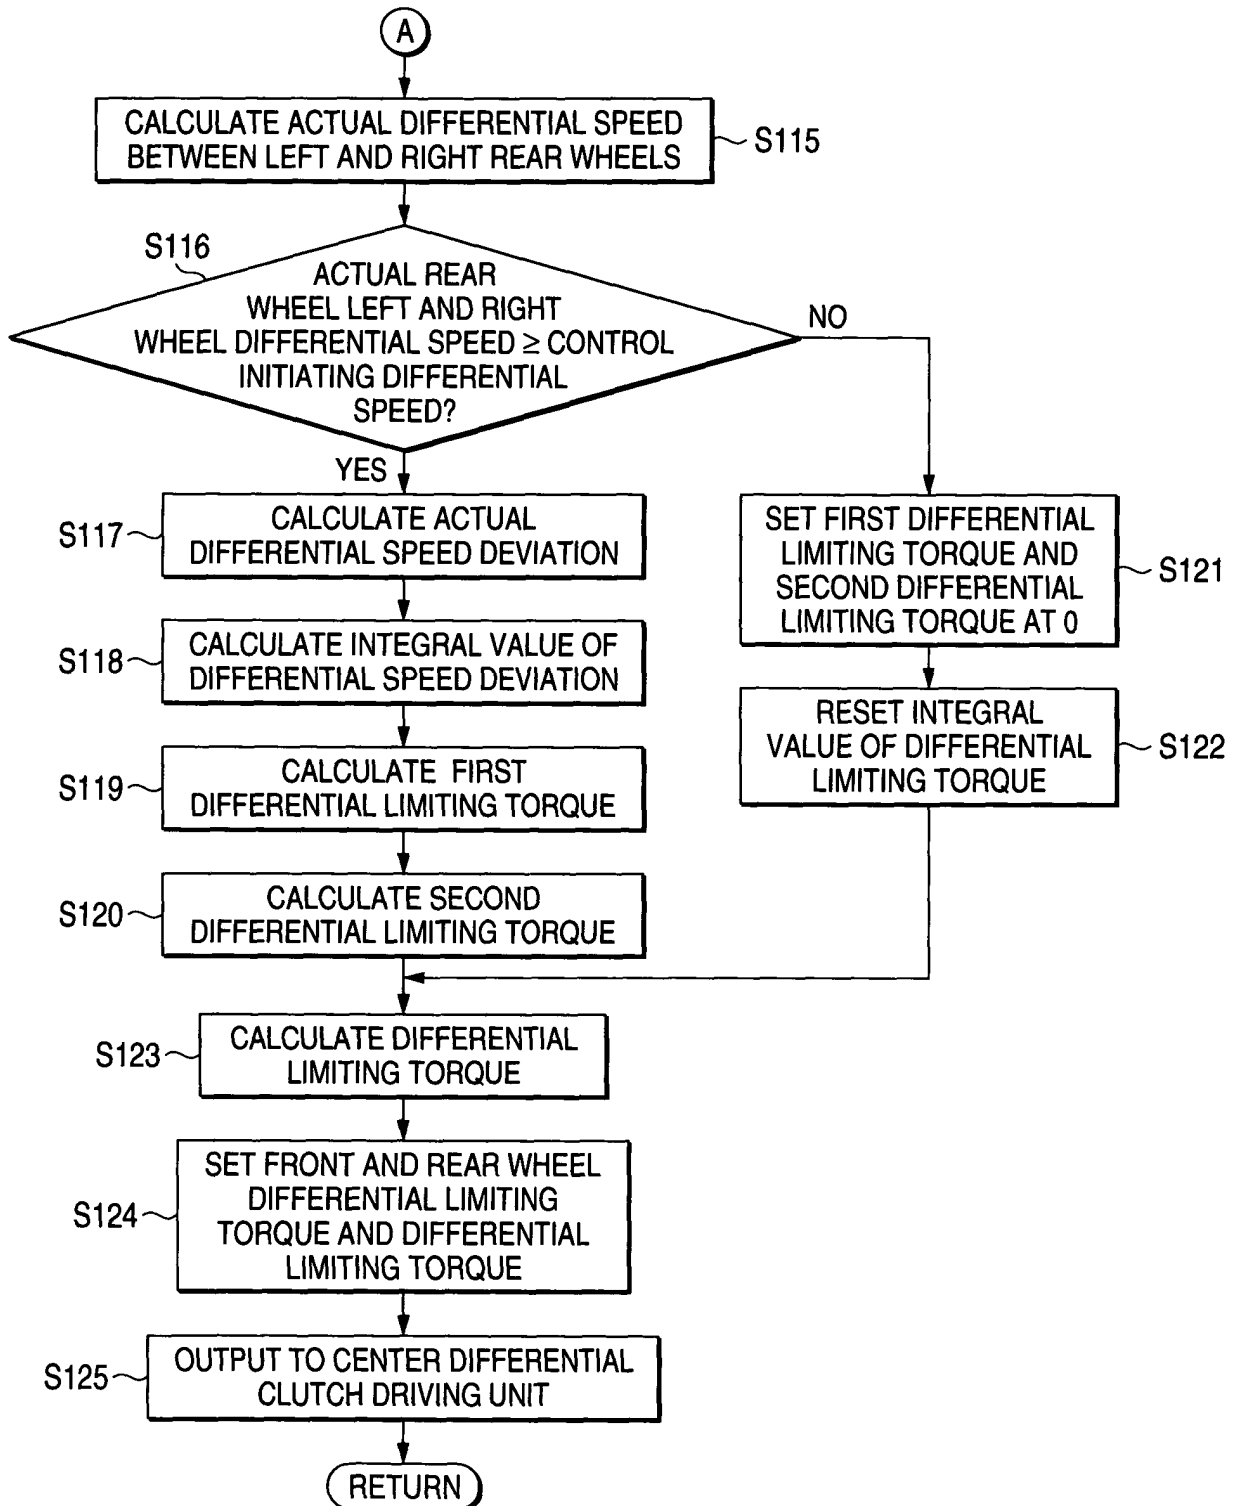 A
CALCULATE ACTUAL DIFFERENTIAL SPEED
BETWEEN LEFT AND RIGHT REAR WHEELS
S115
S116
ACTUAL REAR
WHEEL LEFT AND RIGHT
WHEEL DIFFERENTIAL SPEED ≥ CONTROL
INITIATING DIFFERENTIAL
SPEED?
NO
YES
S117
CALCULATE ACTUAL
DIFFERENTIAL SPEED DEVIATION
SET FIRST DIFFERENTIAL
LIMITING TORQUE AND
SECOND DIFFERENTIAL
LIMITING TORQUE AT 0
S121
S118
CALCULATE INTEGRAL VALUE OF
DIFFERENTIAL SPEED DEVIATION
RESET INTEGRAL
VALUE OF DIFFERENTIAL
LIMITING TORQUE
S122
S119
CALCULATE FIRST
DIFFERENTIAL LIMITING TORQUE
S120
CALCULATE SECOND
DIFFERENTIAL LIMITING TORQUE
S123
CALCULATE DIFFERENTIAL
LIMITING TORQUE
S124
SET FRONT AND REAR WHEEL
DIFFERENTIAL LIMITING
TORQUE AND DIFFERENTIAL
LIMITING TORQUE
S125
OUTPUT TO CENTER DIFFERENTIAL
CLUTCH DRIVING UNIT
RETURN